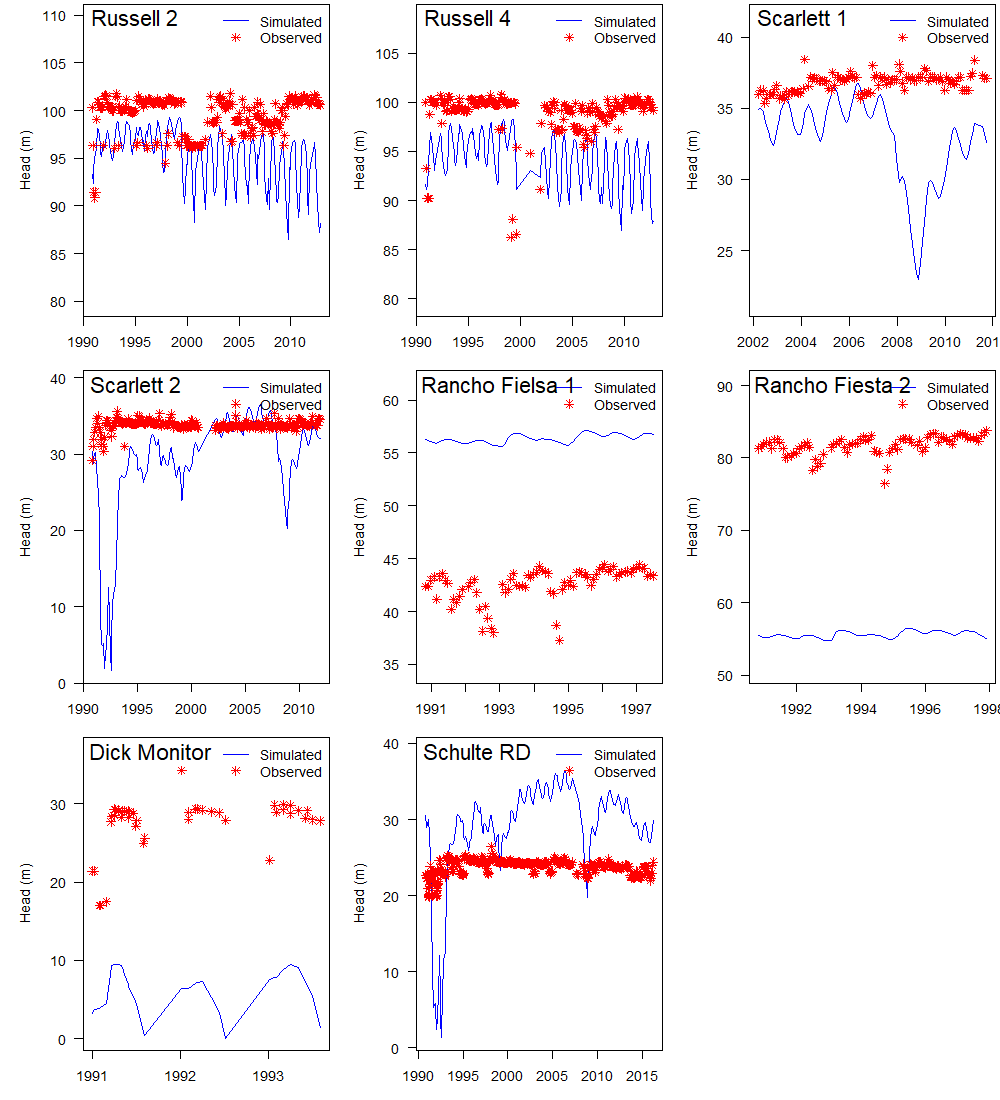 Russell 2
Simulated
Observed
Head (m)
110
105
100
95
90
85
80
1990 1995 2000 2005 2010
Russell 4
Simulated
Observed
Head (m)
105
100
95
90
85
80
1990 1995 2000 2005 2010
Scarlett 1
Simulated
Observed
Head (m)
40
35
30
25
2002 2004 2006 2008 2010 201
Scarlett 2
Simulated
Observed
Head (m)
40
30
20
10
0
1990 1995 2000 2005 2010
Rancho Fielsa 1
Simulated
Observed
Head (m)
60
55
50
45
40
35
1991 1993 1995 1997
Rancho Fiesta 2
Simulated
Observed
Head (m)
90
80
70
60
50
1992 1994 1996 1998
Dick Monitor
Simulated
Observed
Head (m)
30
20
10
0
1991 1992 1993
Schulte RD
Simulated
Observed
Head (m)
40
30
20
10
0
1990 1995 2000 2005 2010 2015